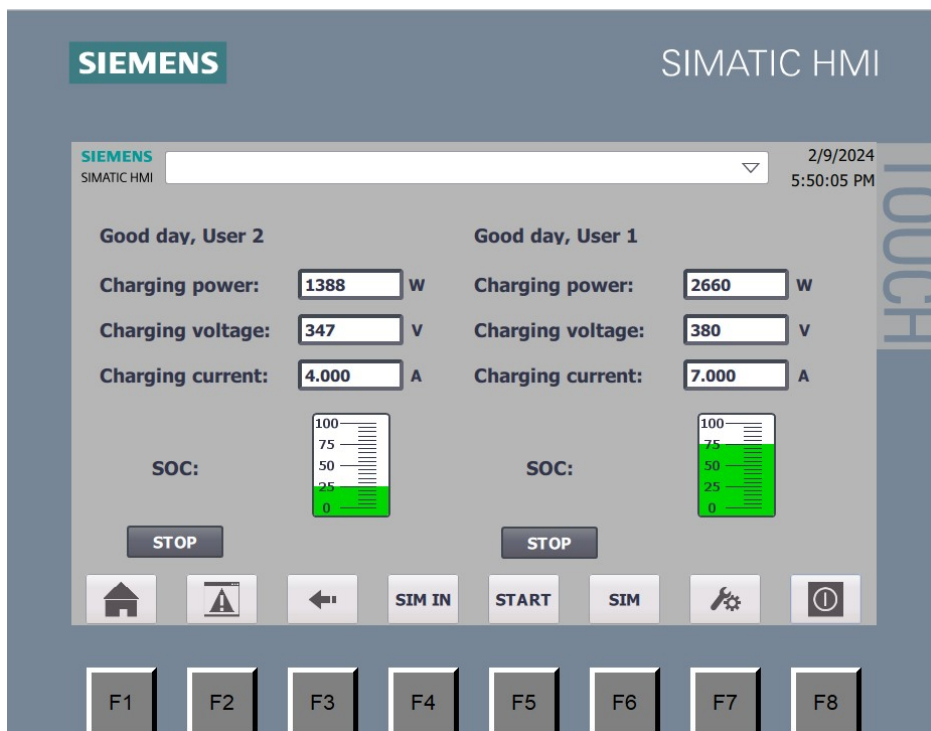 SIEMENS
SIMATIC HMI
SIEMENS
SIMATIC HMI
2/9/2024
5:50:05 PM
TOUCH
Good day, User 2
Charging power: 1388 W
Charging voltage: 347 V
Charging current: 4.000 A
SOC:
100
75
50
25
0
STOP
Good day, User 1
Charging power: 2660 W
Charging voltage: 380 V
Charging current: 7.000 A
SOC:
100
75
50
25
0
STOP
SIM IN
START
SIM
F1 F2 F3 F4 F5 F6 F7 F8